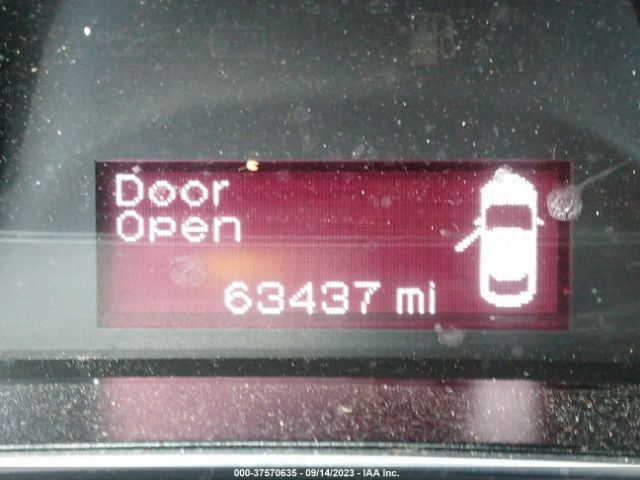 Door
Open
63437 mi
000-37570635 - 09/14/2023 - IAA Inc.